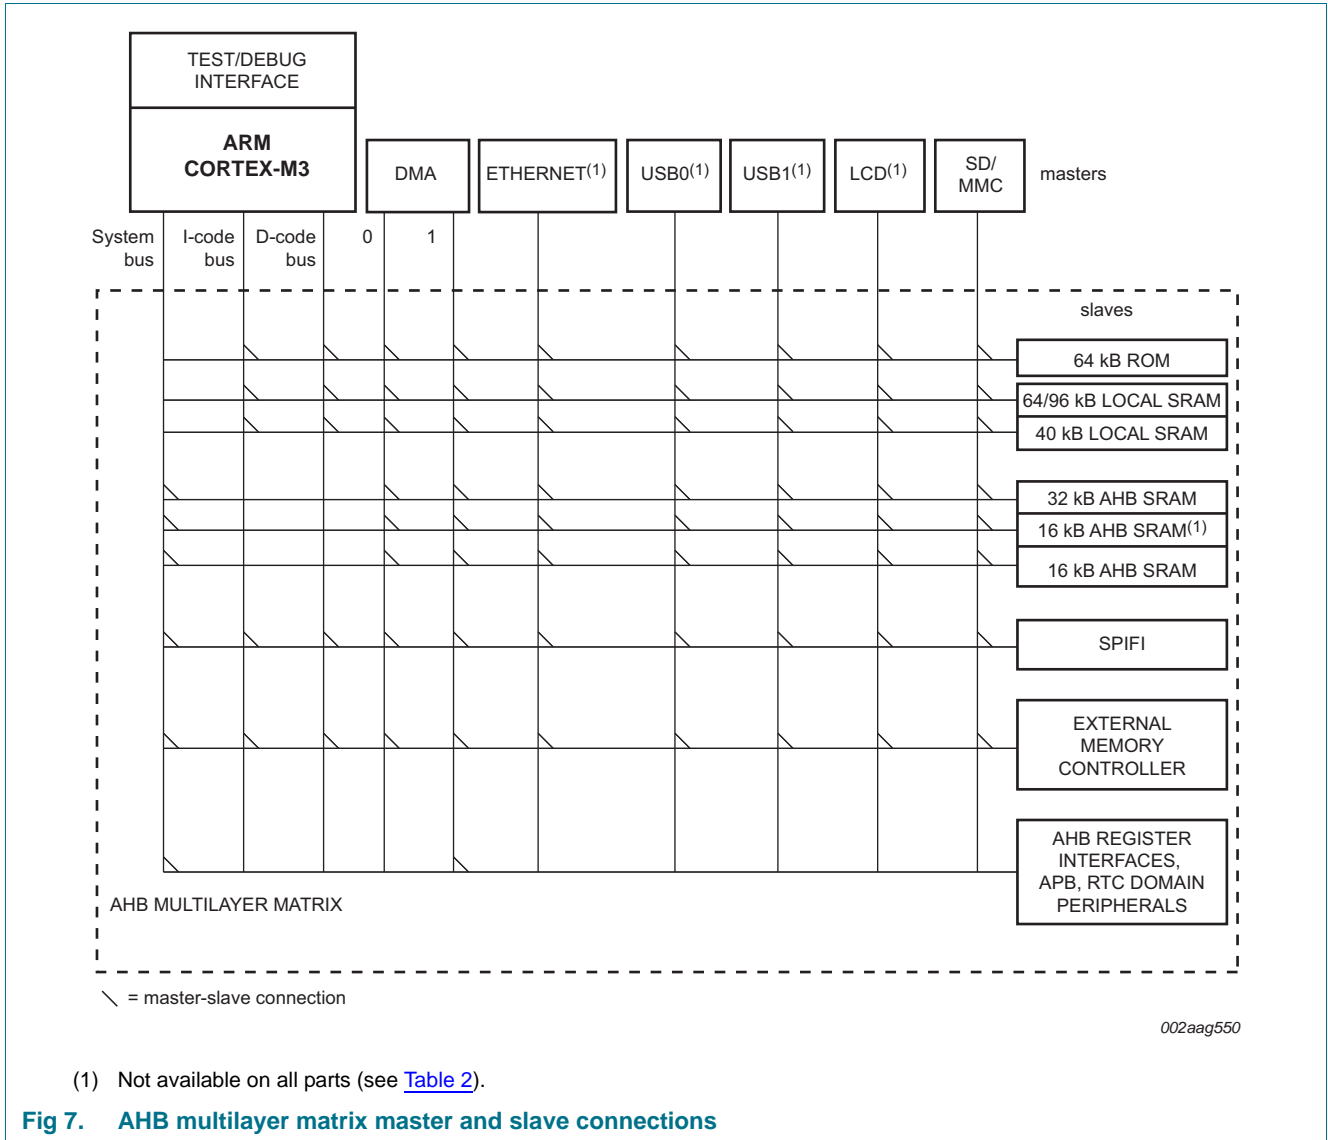 TEST/DEBUG
INTERFACE
ARM
CORTEX-M3
DMA
ETHERNET(1)
USB0(1)
USB1(1)
LCD(1)
SD/
MMC
masters
System
bus
I-code
bus
D-code
bus
0
1
slaves
64 kB ROM
64/96 kB LOCAL SRAM
40 kB LOCAL SRAM
32 kB AHB SRAM
16 kB AHB SRAM(1)
16 kB AHB SRAM
SPIFI
EXTERNAL
MEMORY
CONTROLLER
AHB REGISTER
INTERFACES,
APB, RTC DOMAIN
PERIPHERALS
AHB MULTILAYER MATRIX
= master-slave connection
002aag550
(1) Not available on all parts (see Table 2).
Fig 7. AHB multilayer matrix master and slave connections